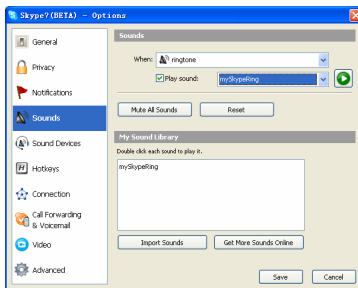 Skype?(BETA) - Options
General
Privacy
Notifications
Sounds
Sound Devices
Hotkeys
Connection
Call Forwarding
& Voicemail
Video
Advanced
Sounds
When: ringtone
Play sound: mySkypeRing
Mute All Sounds Reset
My Sound Library
Double click each sound to play it.
mySkypeRing
Import Sounds Get More Sounds Online
Save Cancel